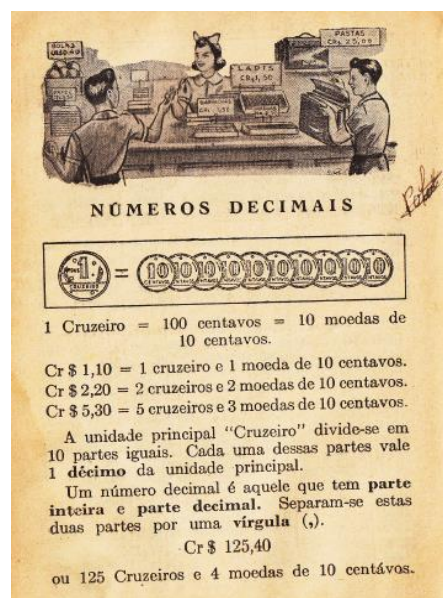 PASTAS
CR$ 25,00
LAPIS
CR$ 1,50
NÚMEROS DECIMAIS
1
CRUZEIRO
=
10 10 10 10 10 10 10 10 10 10
CENTAVOS
1 Cruzeiro = 100 centavos = 10 moedas de
10 centavos.
Cr $ 1,10 = 1 cruzeiro e 1 moeda de 10 centavos.
Cr $ 2,20 = 2 cruzeiros e 2 moedas de 10 centavos.
Cr $ 5,30 = 5 cruzeiros e 3 moedas de 10 centavos.
A unidade principal “Cruzeiro” divide-se em
10 partes iguais. Cada uma dessas partes vale
1 décimo da unidade principal.
Um número decimal é aquele que tem parte
inteira e parte decimal. Separam-se estas
duas partes por uma vírgula (,).
Cr $ 125,40
ou 125 Cruzeiros e 4 moedas de 10 centávos.